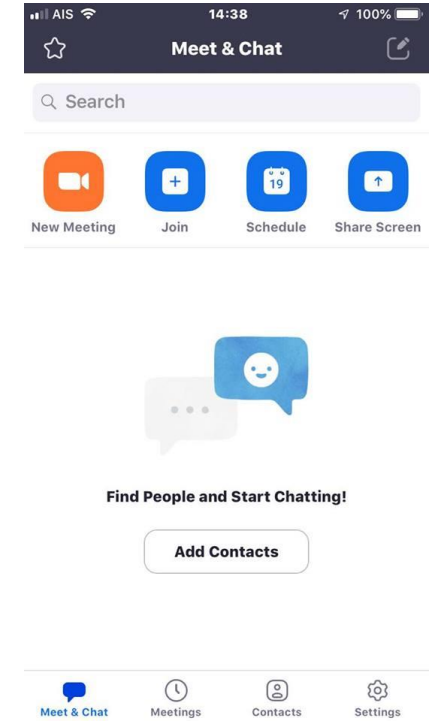 AIS 14:38 100%
Meet & Chat
Search
19
New Meeting Join Schedule Share Screen
Find People and Start Chatting!
Add Contacts
Meet & Chat Meetings Contacts Settings